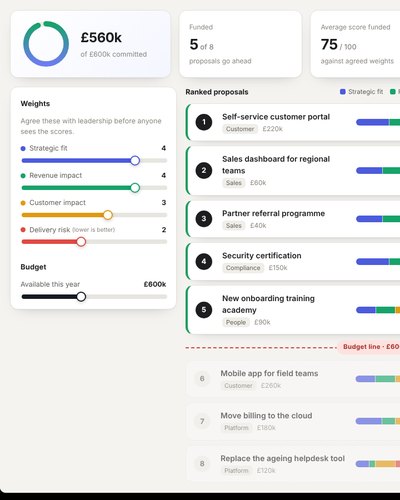 £560k
of £600k committed
Funded
5 of 8
proposals go ahead
Average score funded
75 / 100
against agreed weights
Weights
Agree these with leadership before anyone
sees the scores.
Strategic fit 4
Revenue impact 4
Customer impact 3
Delivery risk (lower is better) 2
Budget
Available this year £600k
Ranked proposals
Strategic fit
1 Self-service customer portal
Customer £220k
2 Sales dashboard for regional
teams
Sales £60k
3 Partner referral programme
Sales £40k
4 Security certification
Compliance £150k
5 New onboarding training
academy
People £90k
Budget line · £60
6 Mobile app for field teams
Customer £260k
7 Move billing to the cloud
Platform £180k
8 Replace the ageing helpdesk tool
Platform £120k